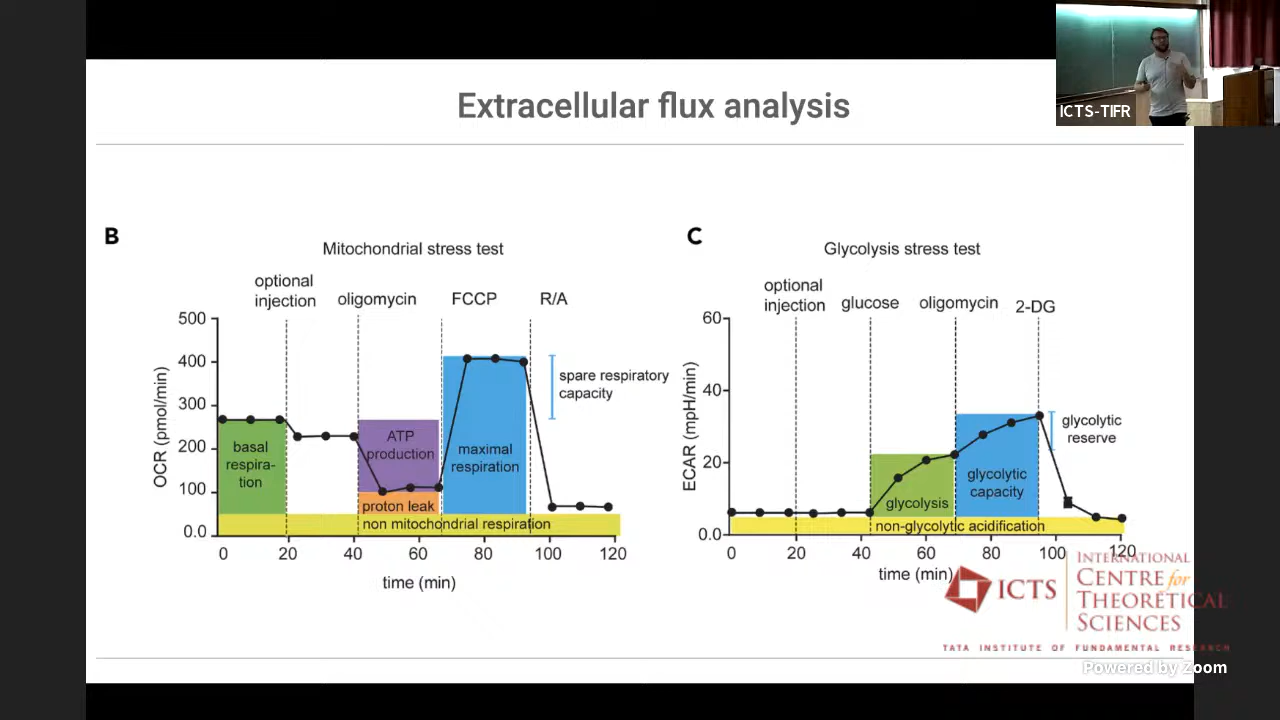 Extracellular flux analysis
ICTS-TIFR
B
Mitochondrial stress test
optional
injection
oligomycin
FCCP
R/A
500
400
300
200
100
0.0
OCR (pmol/min)
basal
respira-
tion
ATP
production
proton leak
maximal
respiration
non mitochondrial respiration
spare respiratory
capacity
0
20
40
60
80
100
120
time (min)
C
Glycolysis stress test
optional
injection
glucose
oligomycin
2-DG
60
40
20
0.0
ECAR (mpH/min)
glycolysis
glycolytic
capacity
glycolytic
reserve
non-glycolytic acidification
0
20
40
60
80
100
120
time (min)
ICTS
INTERNATIONAL
CENTRE for
THEORETICAL
SCIENCES
TATA INSTITUTE OF FUNDAMENTAL RESEARCH
Powered by Zoom